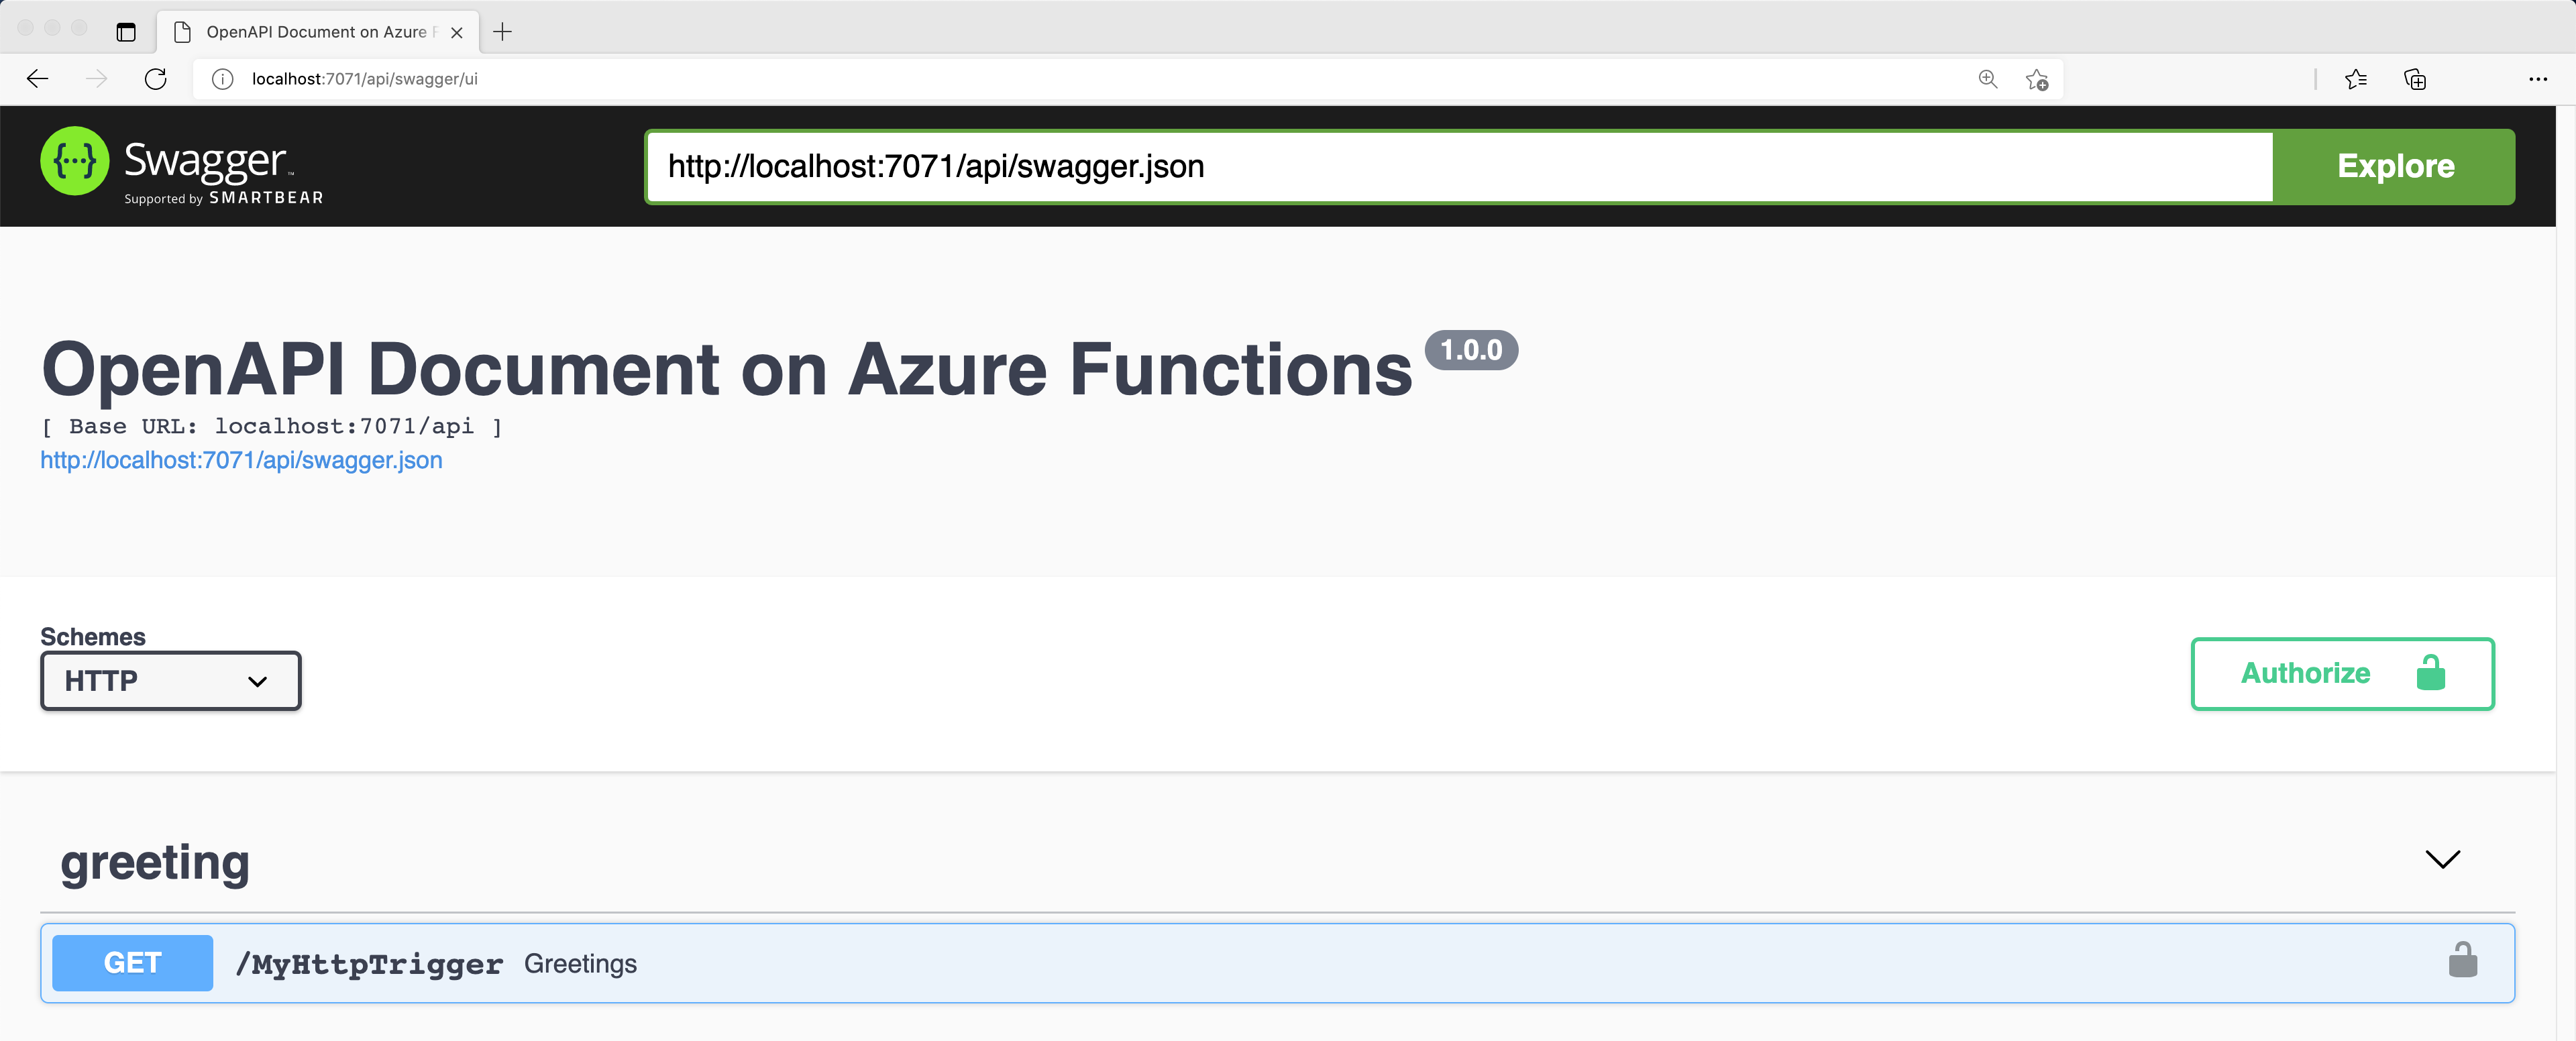 OpenAPI Document on Azure
localhost:7071/api/swagger/ui
{···} Swagger™
Supported by SMARTBEAR
http://localhost:7071/api/swagger.json
Explore
OpenAPI Document on Azure Functions 1.0.0
[ Base URL: localhost:7071/api ]
http://localhost:7071/api/swagger.json
Schemes
HTTP
Authorize
greeting
GET /MyHttpTrigger Greetings